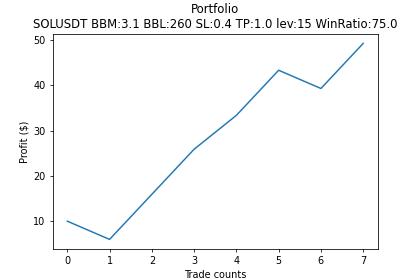 Portfolio
SOLUSDT BBM:3.1 BBL:260 SL:0.4 TP:1.0 lev:15 WinRatio:75.0
50
40
30
20
10
Profit ($)
0 1 2 3 4 5 6 7
Trade counts